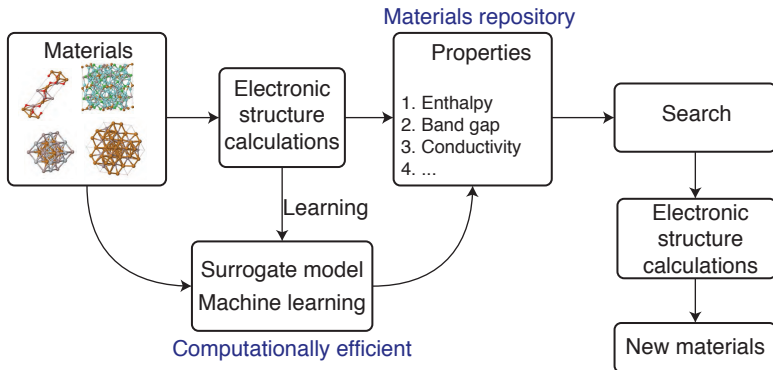 Materials repository
Materials
Properties
1. Enthalpy
2. Band gap
3. Conductivity
4. ...
Electronic
structure
calculations
Search
Learning
Surrogate model
Machine learning
Computationally efficient
Electronic
structure
calculations
New materials